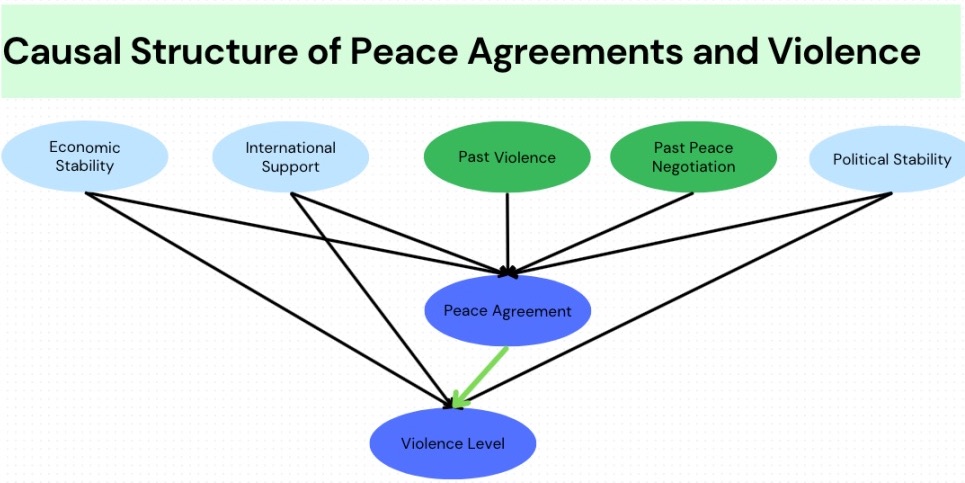 Causal Structure of Peace Agreements and Violence
Economic
Stability
International
Support
Past Violence
Past Peace
Negotiation
Political Stability
Peace Agreement
Violence Level